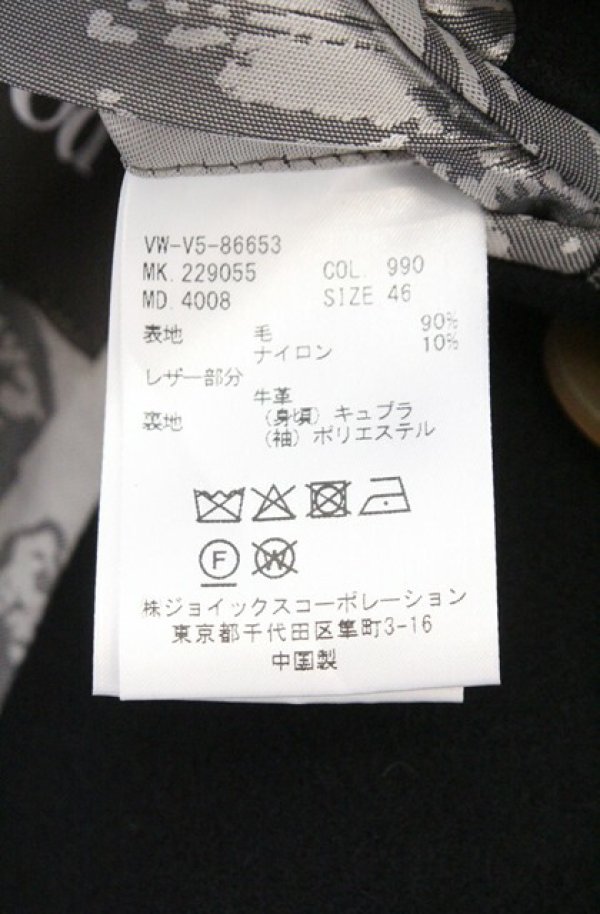 VW-V5-86653
MK. 229055 COL. 990
MD. 4008 SIZE 46
表地 毛 90%
ナイロン 10%
レザー部分
牛革
裏地 (身頃) キュプラ
(袖) ポリエステル
F W
株ジョイックスコーポレーション
東京都千代田区隼町3-16
中国製